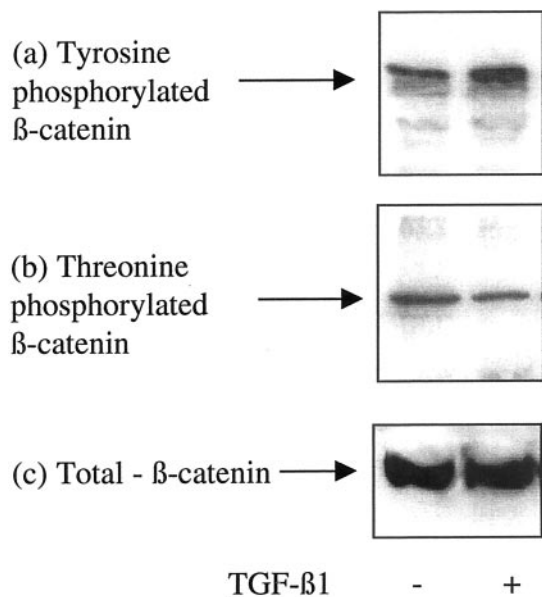 (a) Tyrosine
phosphorylated
ß-catenin
(b) Threonine
phosphorylated
ß-catenin
(c) Total - ß-catenin
TGF-ß1 - +